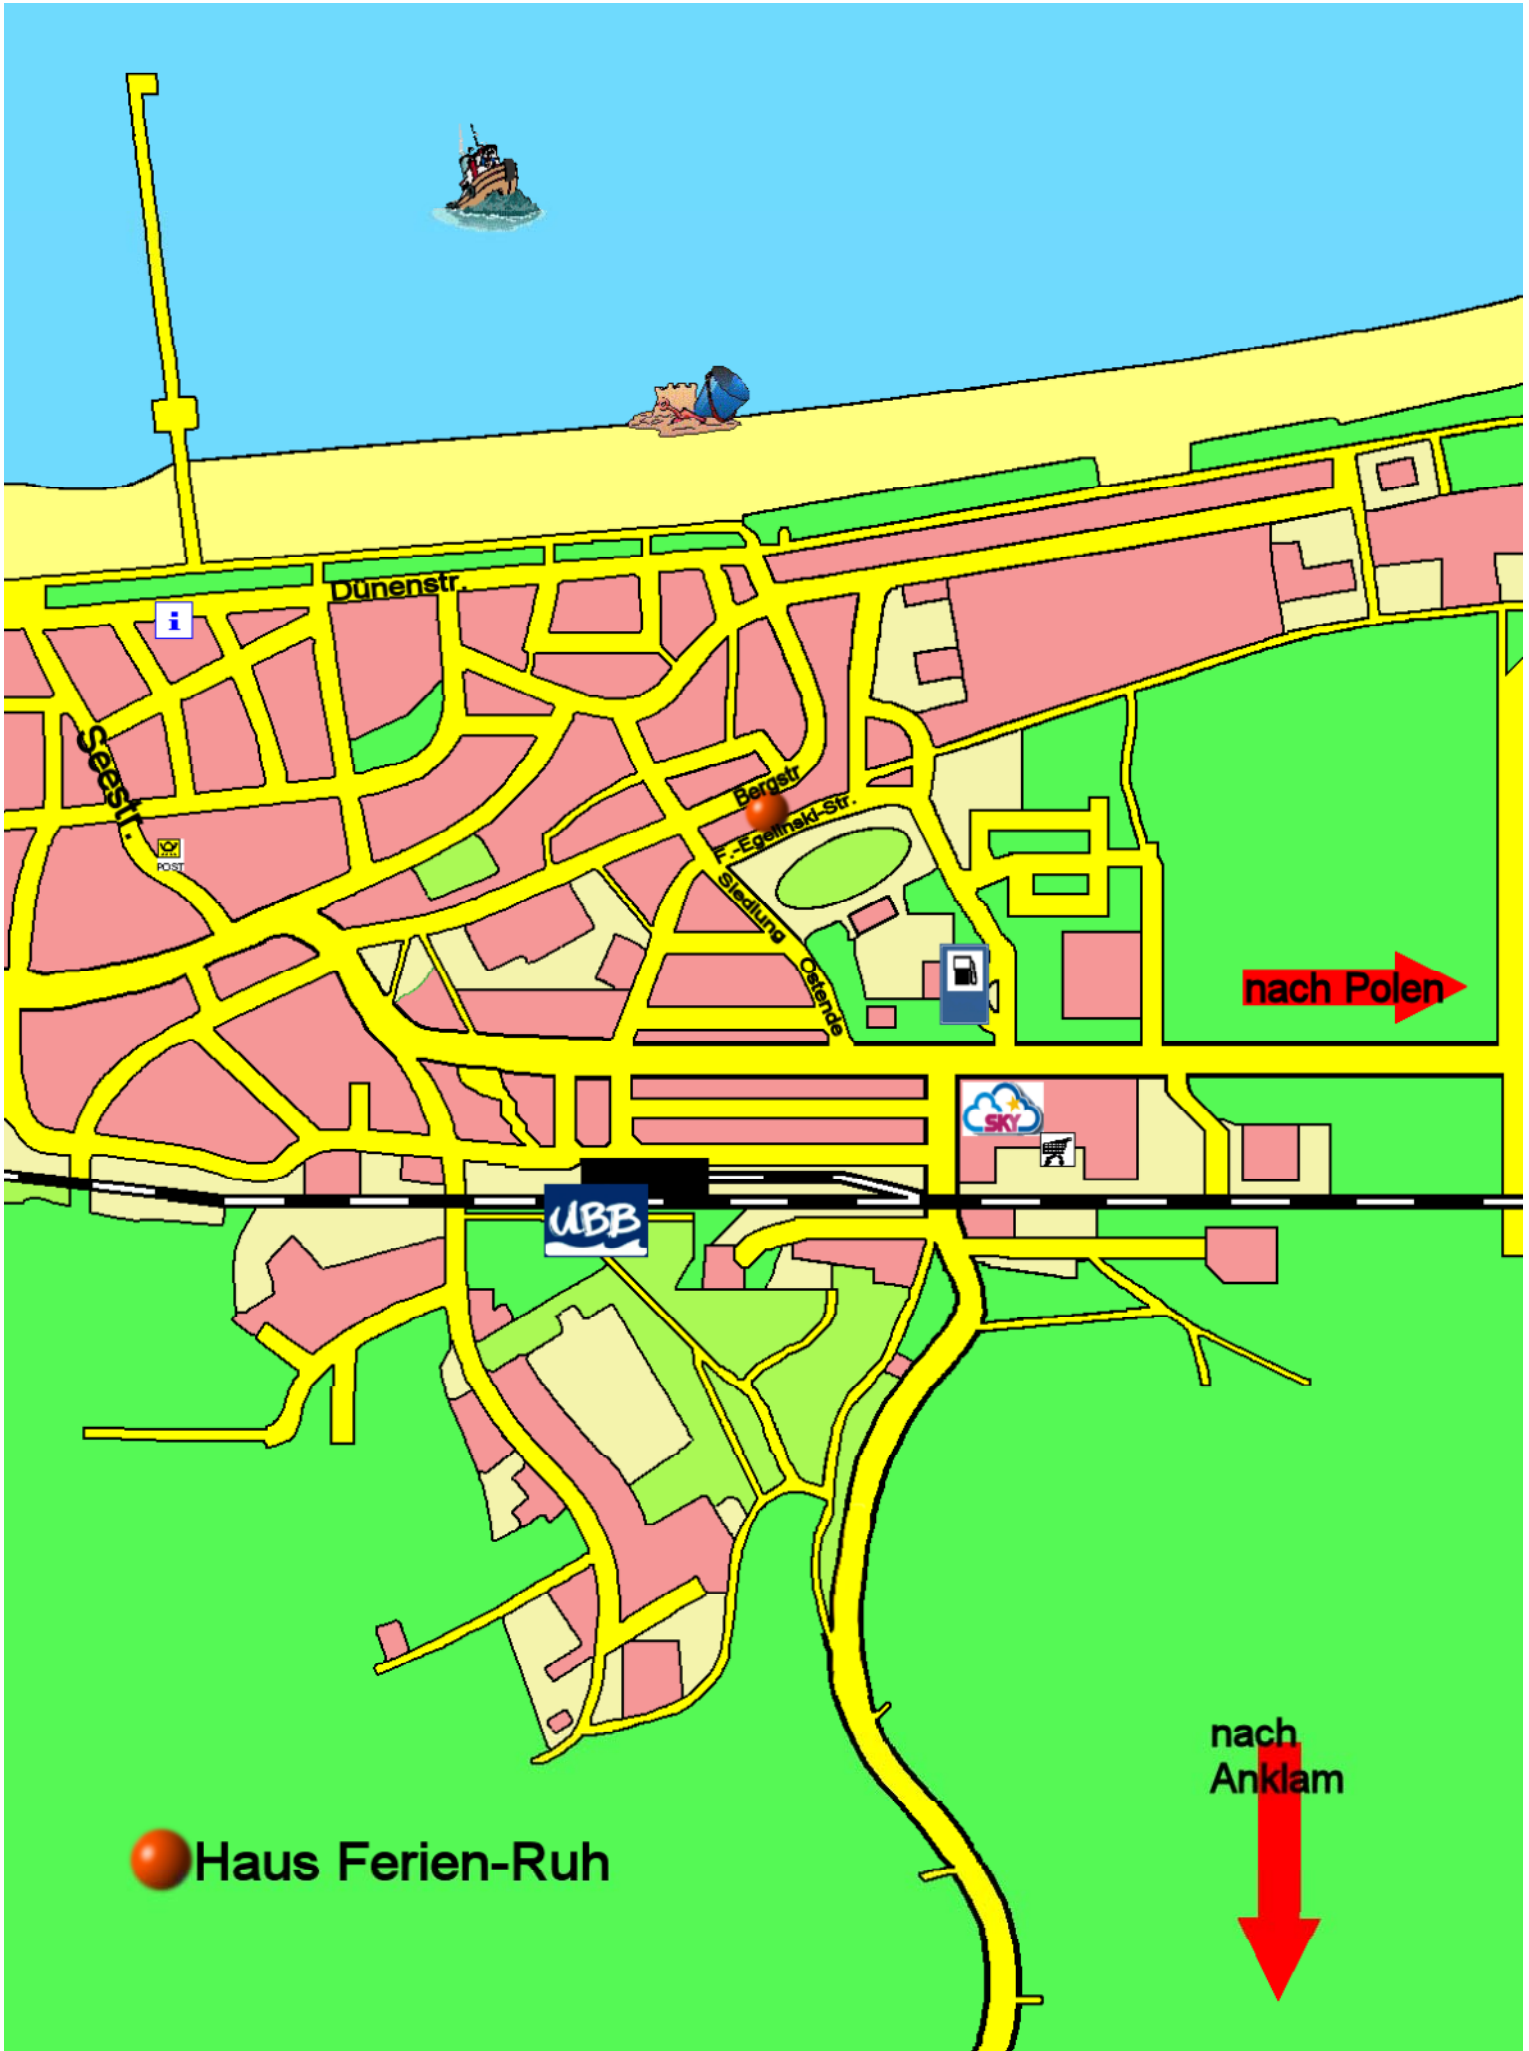 Dünenstr.
i
Seestr.
POST
Bergstr
F.-Egelinski-Str.
Siedlung
Ostende
nach Polen
SKY
UBB
nach
Anklam
Haus Ferien-Ruh